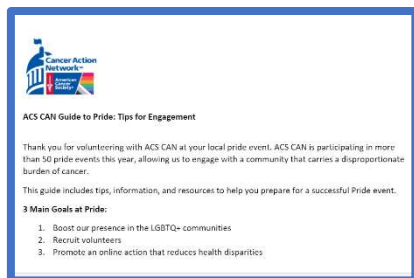 Cancer Action
Network℠
American
Cancer
Society®
ACS CAN Guide to Pride: Tips for Engagement
Thank you for volunteering with ACS CAN at your local pride event. ACS CAN is participating in more
than 50 pride events this year, allowing us to engage with a community that carries a disproportionate
burden of cancer.
This guide includes tips, information, and resources to help you prepare for a successful Pride event.
3 Main Goals at Pride:
1. Boost our presence in the LGBTQ+ communities
2. Recruit volunteers
3. Promote an online action that reduces health disparities